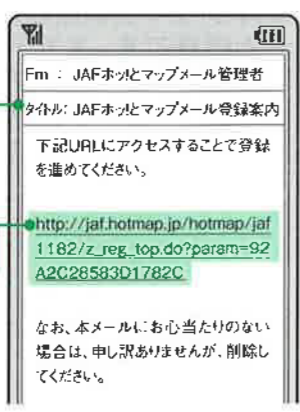 Fm : JAFホッ!とマップメール管理者
タイトル: JAFホッ!とマップメール登録案内
下記URLにアクセスすることで登録
を進めてください。
http://jaf.hotmap.jp/hotmap/jaf
1182/z_reg_top.do?param=92
A2C28583D1782C
なお、本メールにお心当たりのない
場合は、申し訳ありませんが、削除し
てください。